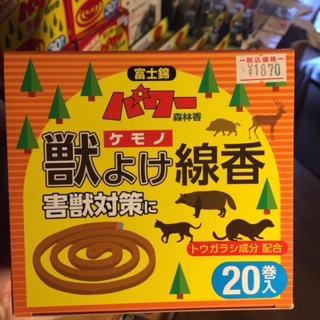 富士錦
税込価格
¥1870
パワー
森林香
ケモノ
獣よけ線香
害獣対策に
トウガラシ成分 配合
20巻入